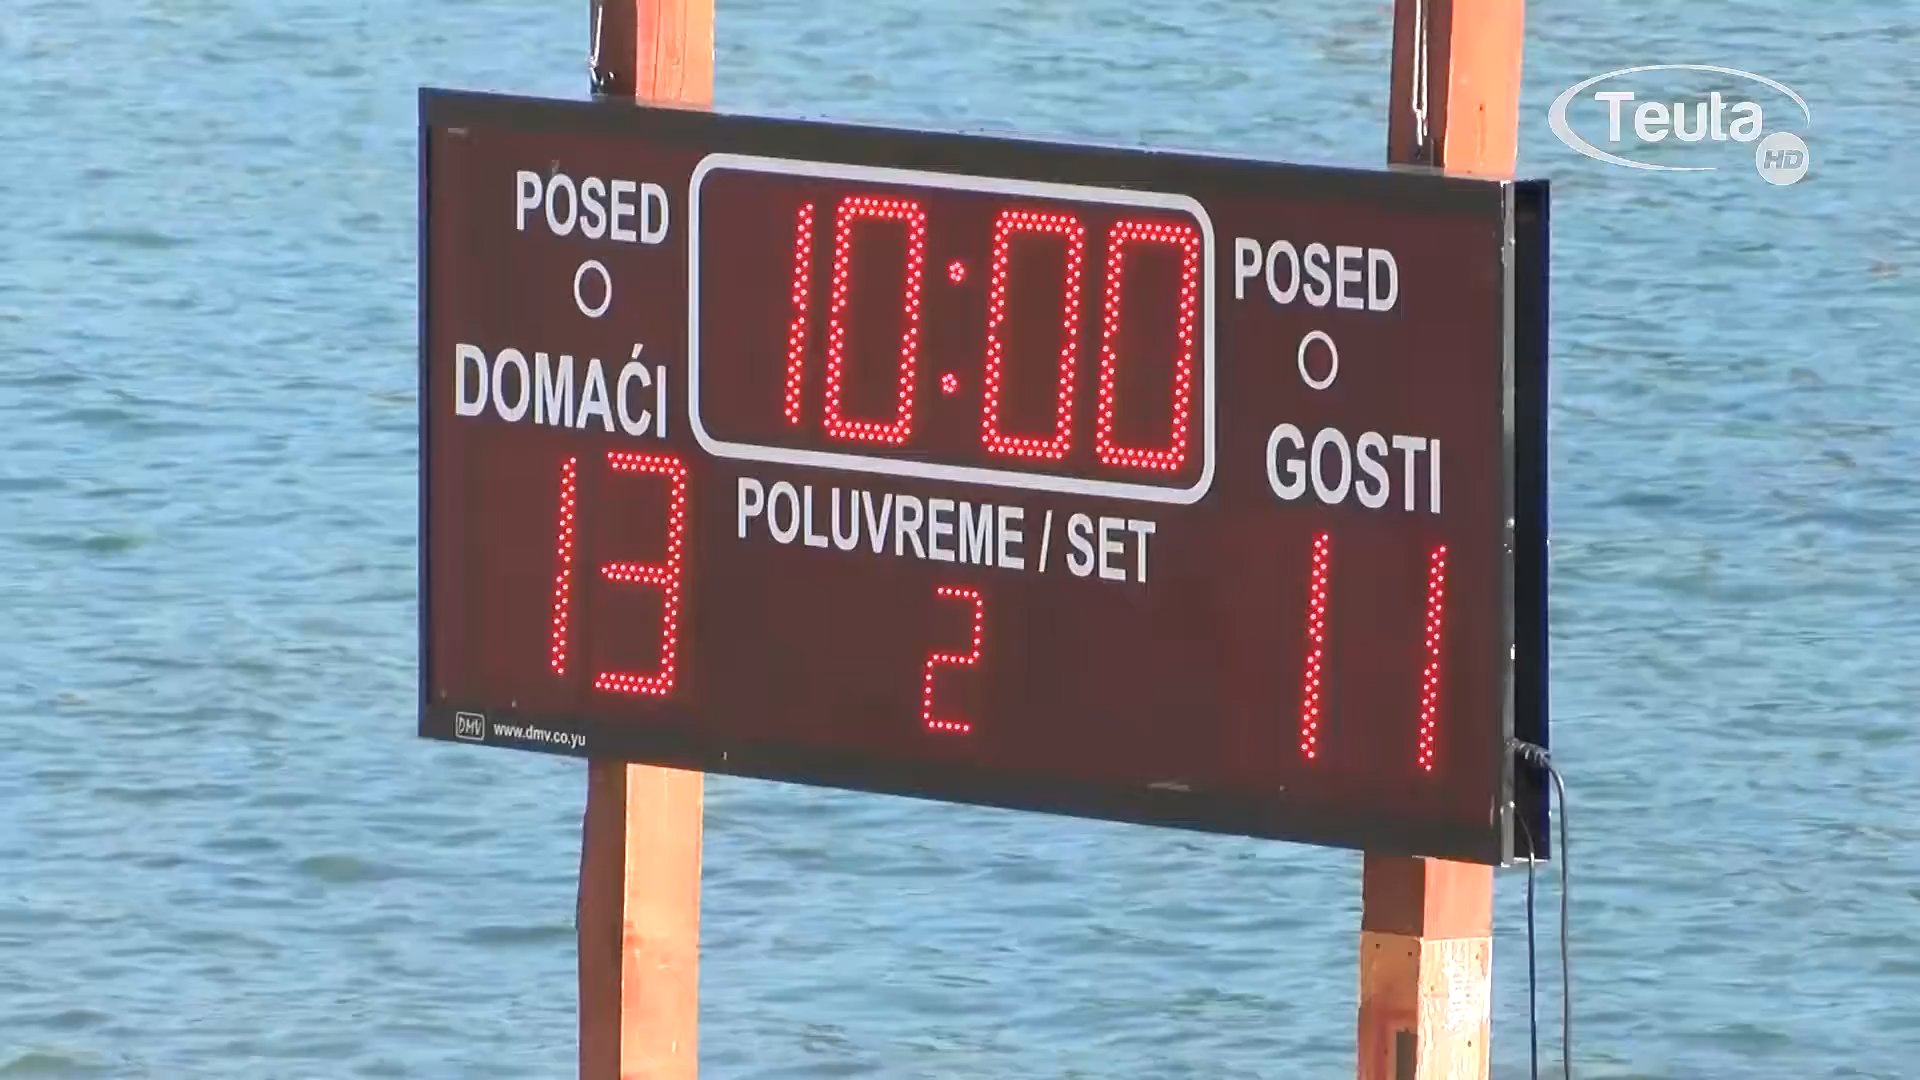 Teuta
HD
POSED
10:00
POSED
DOMAĆI
GOSTI
13
POLUVREME / SET
2
11
DMV www.dmv.co.yu